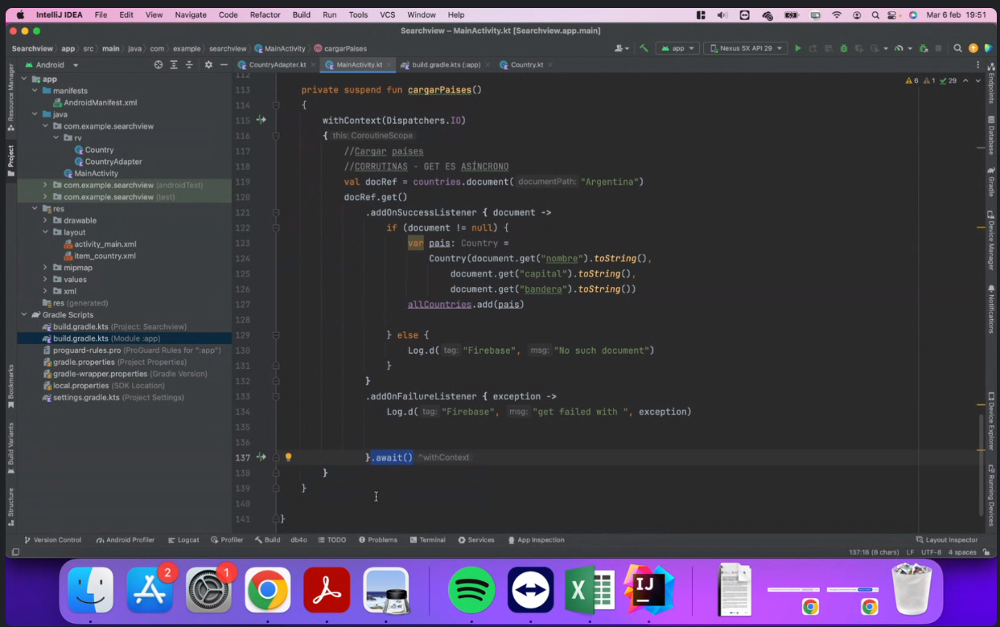 IntelliJ IDEA File Edit View Navigate Code Refactor Build Run Tools VCS Window Help Mar 6 feb 19:51
Searchview – MainActivity.kt [Searchview.app.main]
Searchview app src main java com example searchview MainActivity cargarPaises
app Nexus 5X API 29
Android
CountryAdapter.kt MainActivity.kt build.gradle.kts (:app) Country.kt
Resource Manager
Project
Bookmarks
Build Variants
Structure
app
manifests
AndroidManifest.xml
java
com.example.searchview
rv
Country
CountryAdapter
MainActivity
com.example.searchview (androidTest)
com.example.searchview (test)
res
drawable
layout
activity_main.xml
item_country.xml
mipmap
values
xml
res (generated)
Gradle Scripts
build.gradle.kts (Project: Searchview)
build.gradle.kts (Module :app)
proguard-rules.pro (ProGuard Rules for ":app")
gradle.properties (Project Properties)
gradle-wrapper.properties (Gradle Version)
local.properties (SDK Location)
settings.gradle.kts (Project Settings)
6 1 29
112
113 private suspend fun cargarPaises()
114 {
115 withContext(Dispatchers.IO)
116 { this: CoroutineScope
117 //Cargar países
118 //CORRUTINAS - GET ES ASÍNCRONO
119 val docRef = countries.document( documentPath: "Argentina")
120 docRef.get()
121 .addOnSuccessListener { document ->
122 if (document != null) {
123 var pais: Country =
124 Country(document.get("nombre").toString(),
125 document.get("capital").toString(),
126 document.get("bandera").toString())
127 allCountries.add(pais)
128
129 } else {
130 Log.d( tag: "Firebase", msg: "No such document")
131 }
132 }
133 .addOnFailureListener { exception ->
134 Log.d( tag: "Firebase", msg: "get failed with ", exception)
135
136
137 }.await() ^withContext
138 }
139 }
140
141 }
Endpoints
Database
Gradle
Device Manager
Notifications
Device Explorer
Running Devices
Version Control Android Profiler Logcat Profiler Build db4o TODO Problems Terminal Services App Inspection Layout Inspector
137:18 (8 chars) LF UTF-8 4 spaces
2
1
X
IJ